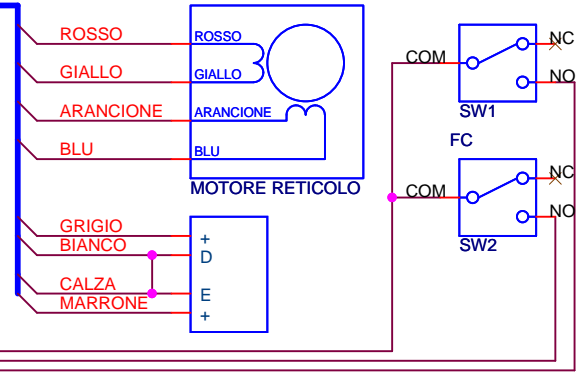 ROSSO
ROSSO
GIALLO
GIALLO
ARANCIONE
ARANCIONE
BLU
BLU
MOTORE RETICOLO
COM
NC
NO
SW1
FC
COM
NC
NO
SW2
GRIGIO
+
BIANCO
D
CALZA
E
MARRONE
+